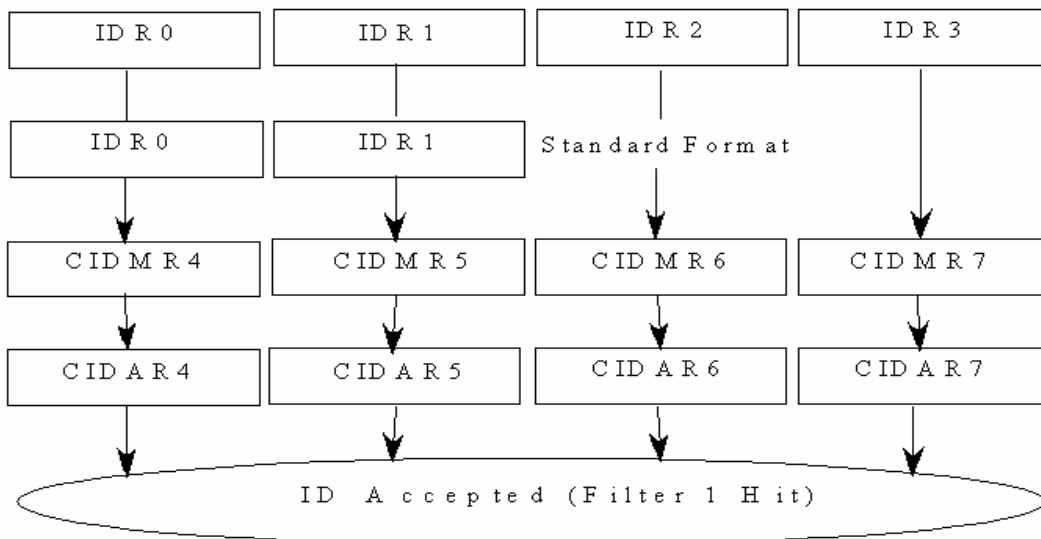 IDR0 IDR1 IDR2 IDR3
IDR0 IDR1 Standard Format
CIDMR4 CIDMR5 CIDMR6 CIDMR7
CIDAR4 CIDAR5 CIDAR6 CIDAR7
ID Accepted (Filter 1 Hit)